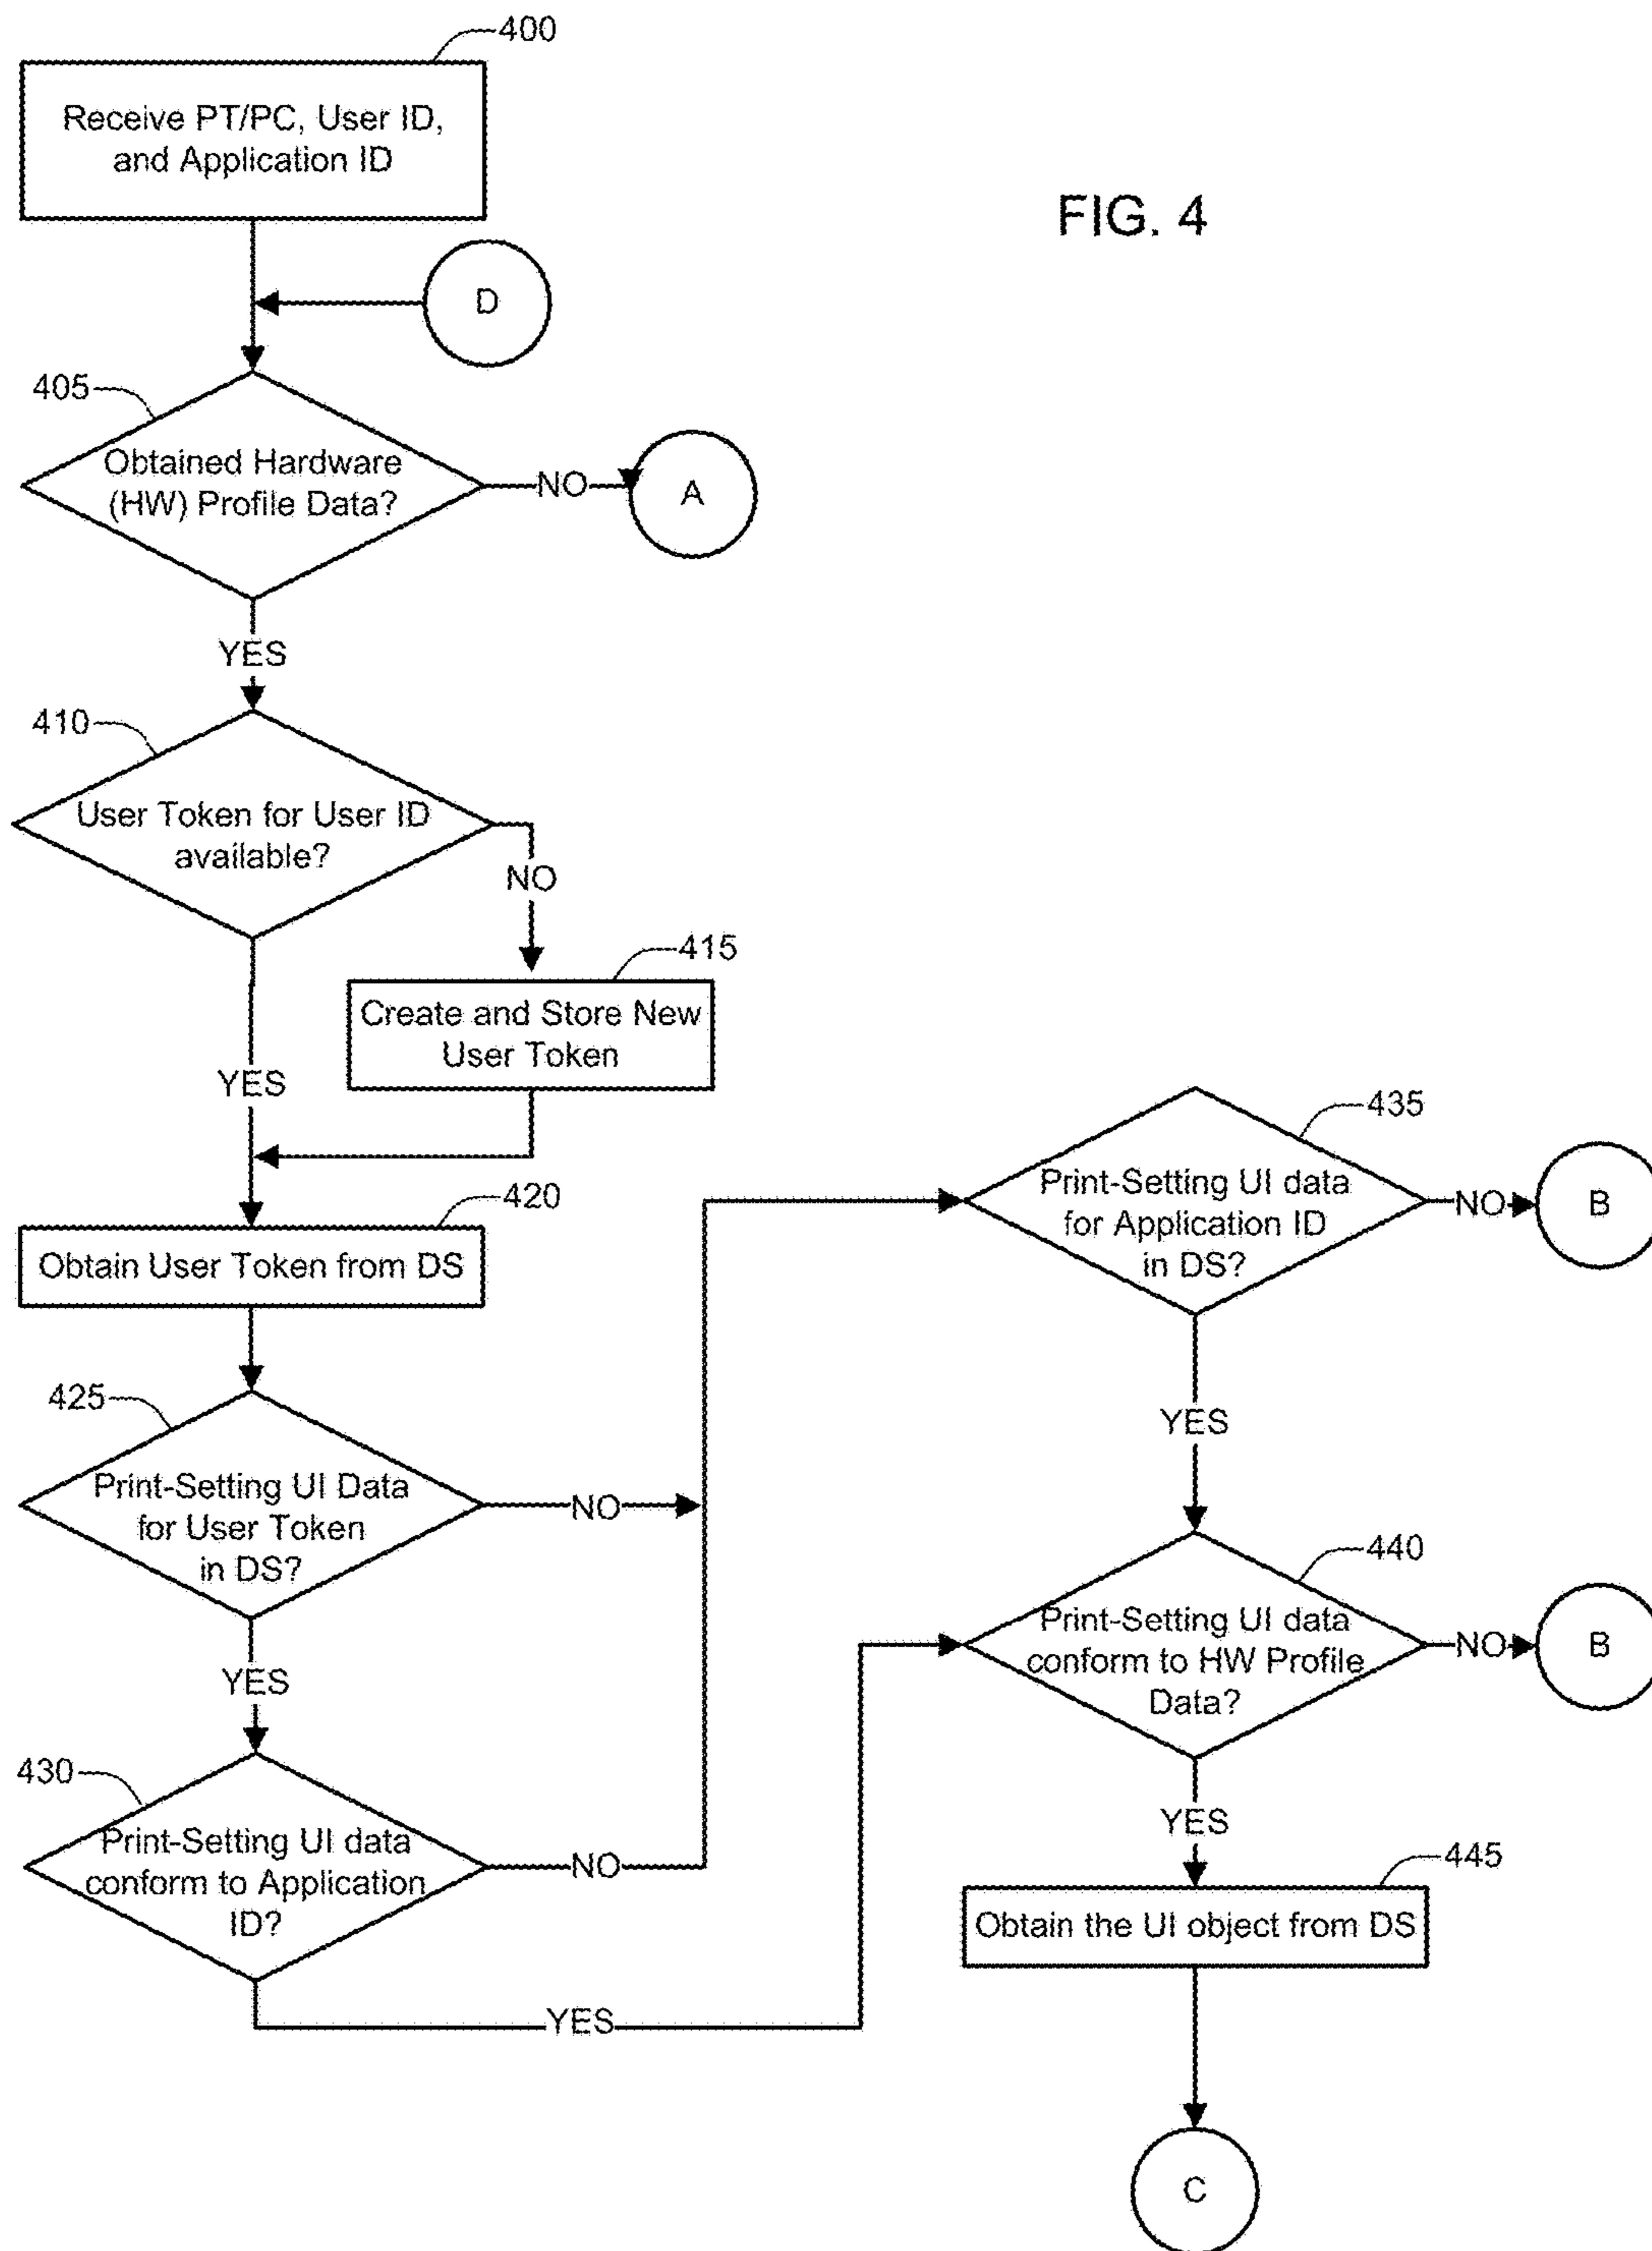 400
Receive PT/PC, User ID,
and Application ID
FIG. 4
D
405
Obtained Hardware
(HW) Profile Data?
NO
A
YES
410
User Token for User ID
available?
NO
415
Create and Store New
User Token
YES
420
Obtain User Token from DS
425
Print-Setting UI Data
for User Token
in DS?
NO
YES
430
Print-Setting UI data
conform to Application
ID?
NO
YES
435
Print-Setting UI data
for Application ID
in DS?
NO
B
YES
440
Print-Setting UI data
conform to HW Profile
Data?
NO
B
YES
445
Obtain the UI object from DS
C